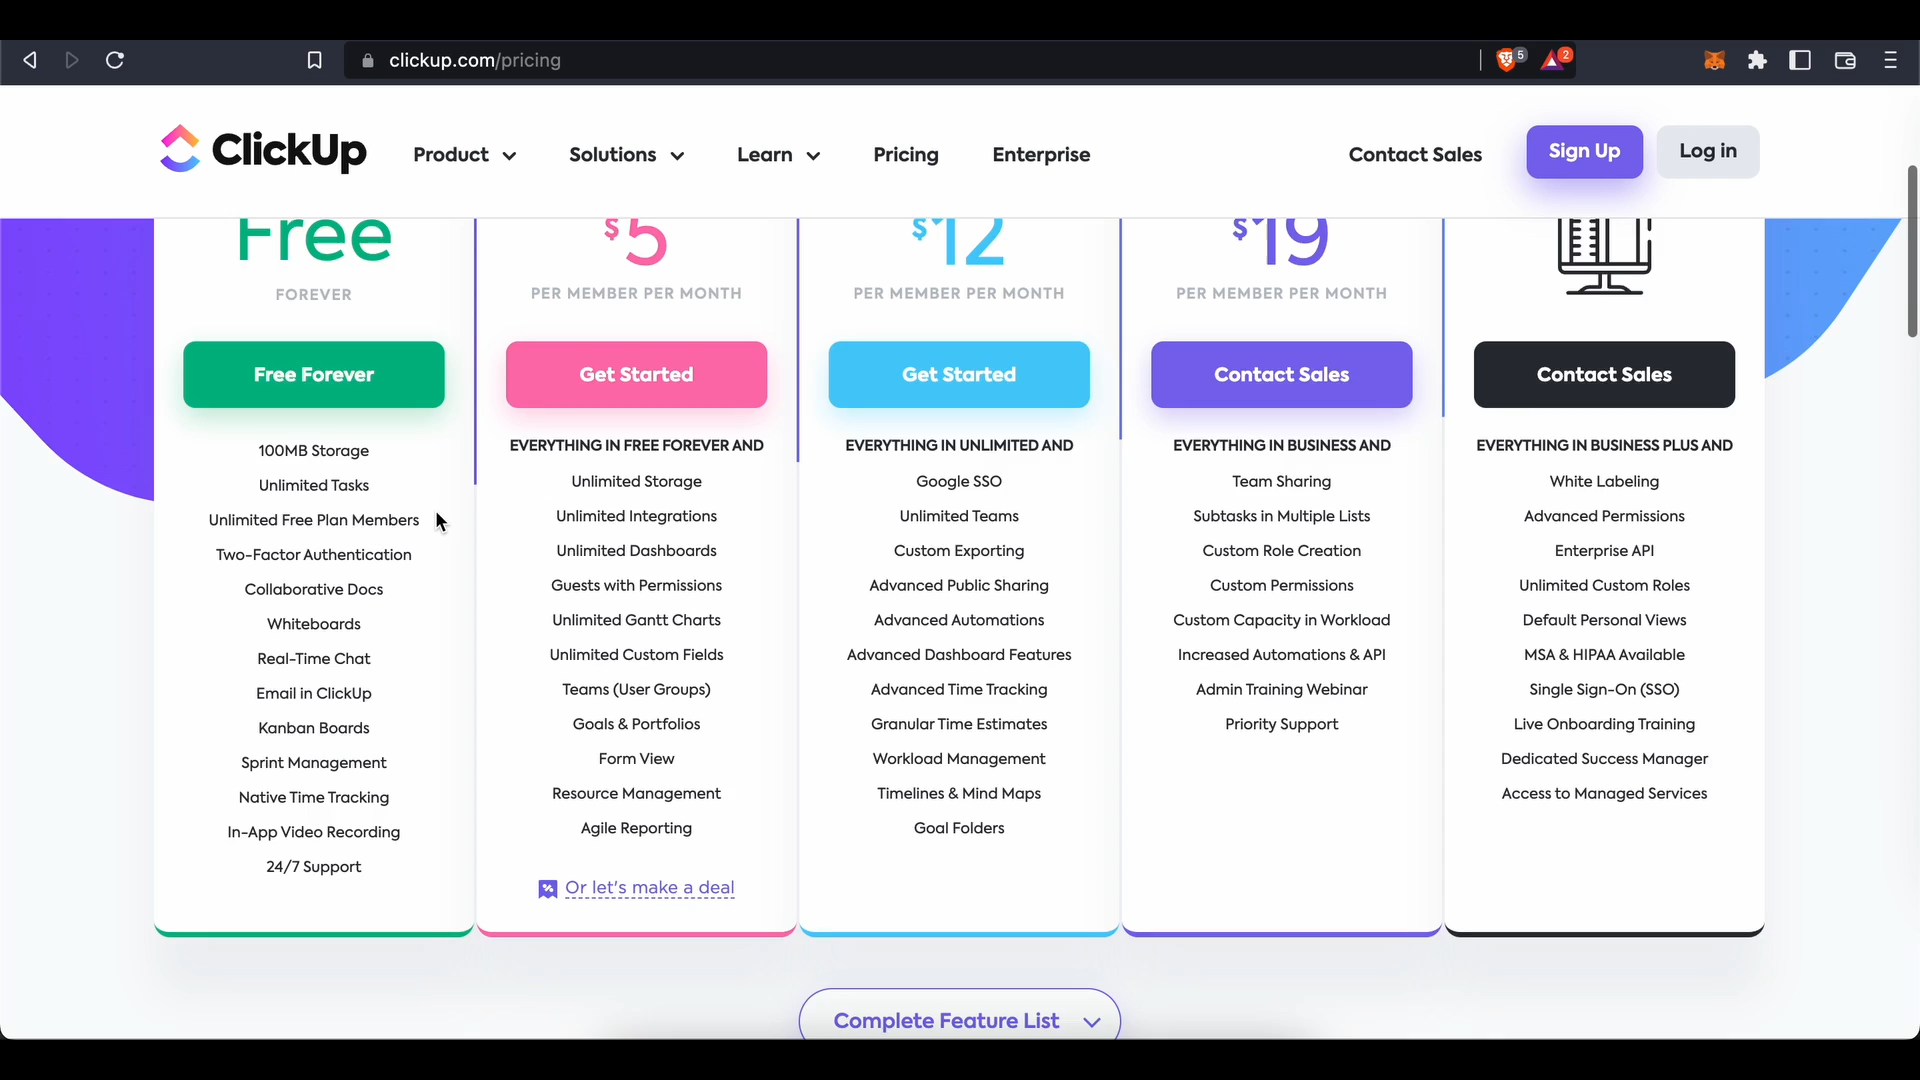 clickup.com/pricing
5
2
ClickUp
Product
Solutions
Learn
Pricing
Enterprise
Contact Sales
Sign Up
Log in
Free
FOREVER
Free Forever
100MB Storage
Unlimited Tasks
Unlimited Free Plan Members
Two-Factor Authentication
Collaborative Docs
Whiteboards
Real-Time Chat
Email in ClickUp
Kanban Boards
Sprint Management
Native Time Tracking
In-App Video Recording
24/7 Support
$5
PER MEMBER PER MONTH
Get Started
EVERYTHING IN FREE FOREVER AND
Unlimited Storage
Unlimited Integrations
Unlimited Dashboards
Guests with Permissions
Unlimited Gantt Charts
Unlimited Custom Fields
Teams (User Groups)
Goals & Portfolios
Form View
Resource Management
Agile Reporting
Or let's make a deal
$12
PER MEMBER PER MONTH
Get Started
EVERYTHING IN UNLIMITED AND
Google SSO
Unlimited Teams
Custom Exporting
Advanced Public Sharing
Advanced Automations
Advanced Dashboard Features
Advanced Time Tracking
Granular Time Estimates
Workload Management
Timelines & Mind Maps
Goal Folders
$19
PER MEMBER PER MONTH
Contact Sales
EVERYTHING IN BUSINESS AND
Team Sharing
Subtasks in Multiple Lists
Custom Role Creation
Custom Permissions
Custom Capacity in Workload
Increased Automations & API
Admin Training Webinar
Priority Support
Contact Sales
EVERYTHING IN BUSINESS PLUS AND
White Labeling
Advanced Permissions
Enterprise API
Unlimited Custom Roles
Default Personal Views
MSA & HIPAA Available
Single Sign-On (SSO)
Live Onboarding Training
Dedicated Success Manager
Access to Managed Services
Complete Feature List